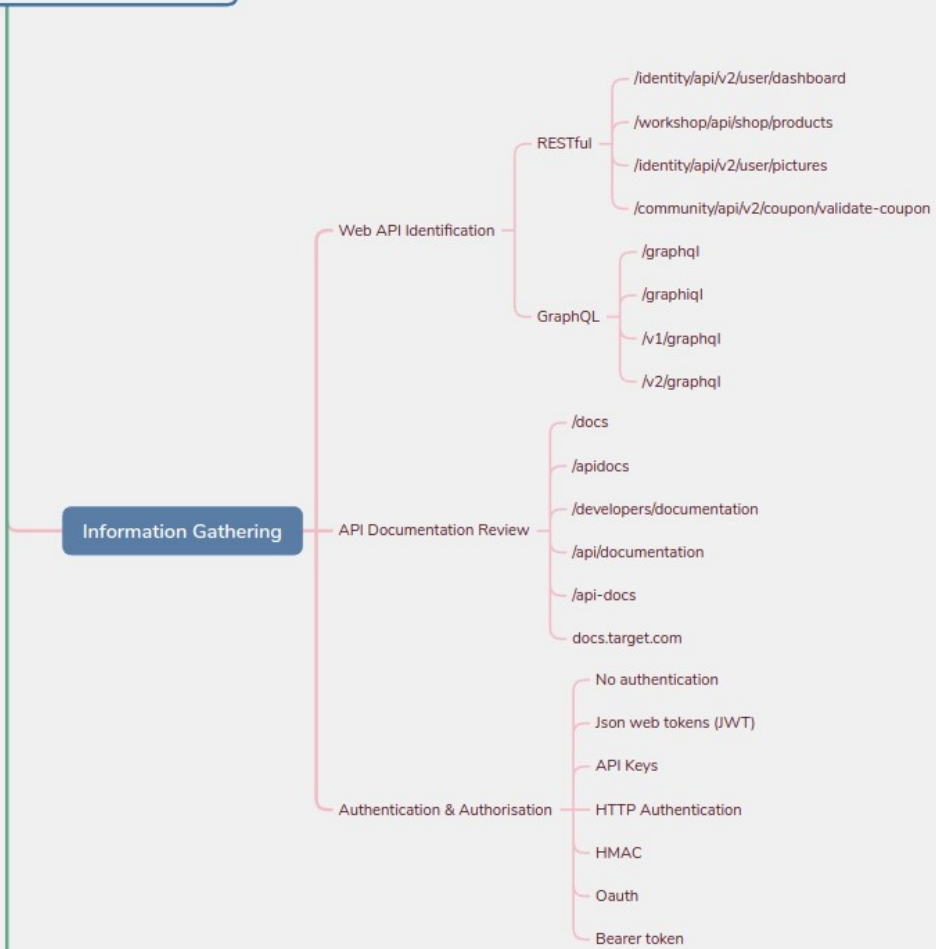 Information Gathering
Web API Identification
RESTful
/identity/api/v2/user/dashboard
/workshop/api/shop/products
/identity/api/v2/user/pictures
/community/api/v2/coupon/validate-coupon
GraphQL
/graphql
/graphiql
/v1/graphql
/v2/graphql
API Documentation Review
/docs
/apidocs
/developers/documentation
/api/documentation
/api-docs
docs.target.com
Authentication & Authorisation
No authentication
Json web tokens (JWT)
API Keys
HTTP Authentication
HMAC
Oauth
Bearer token